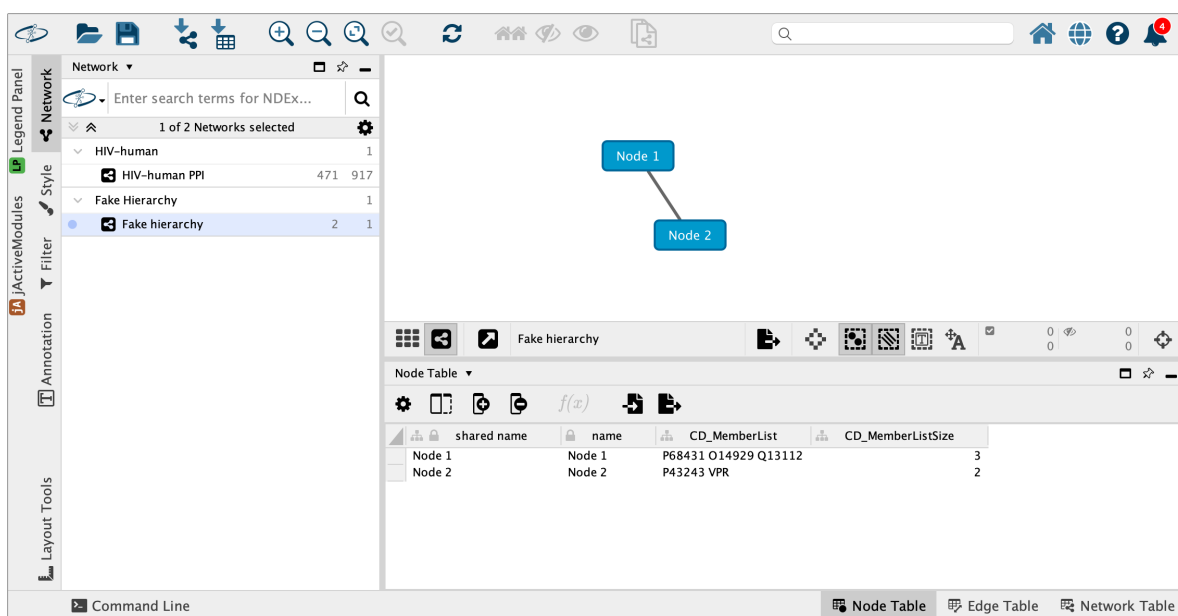 4
Network ▼
Enter search terms for NDEx...
1 of 2 Networks selected
HIV-human 1
HIV-human PPI 471 917
Fake Hierarchy 1
Fake hierarchy 2 1
Network
Style
Filter
Annotation
Layout Tools
LP Legend Panel
jA jActiveModules
Node 1
Node 2
Fake hierarchy
T
A
0 0
0 0
Node Table ▼
f(x)
shared name name CD_MemberList CD_MemberListSize
Node 1 Node 1 P68431 O14929 Q13112 3
Node 2 Node 2 P43243 VPR 2
Command Line
Node Table Edge Table Network Table